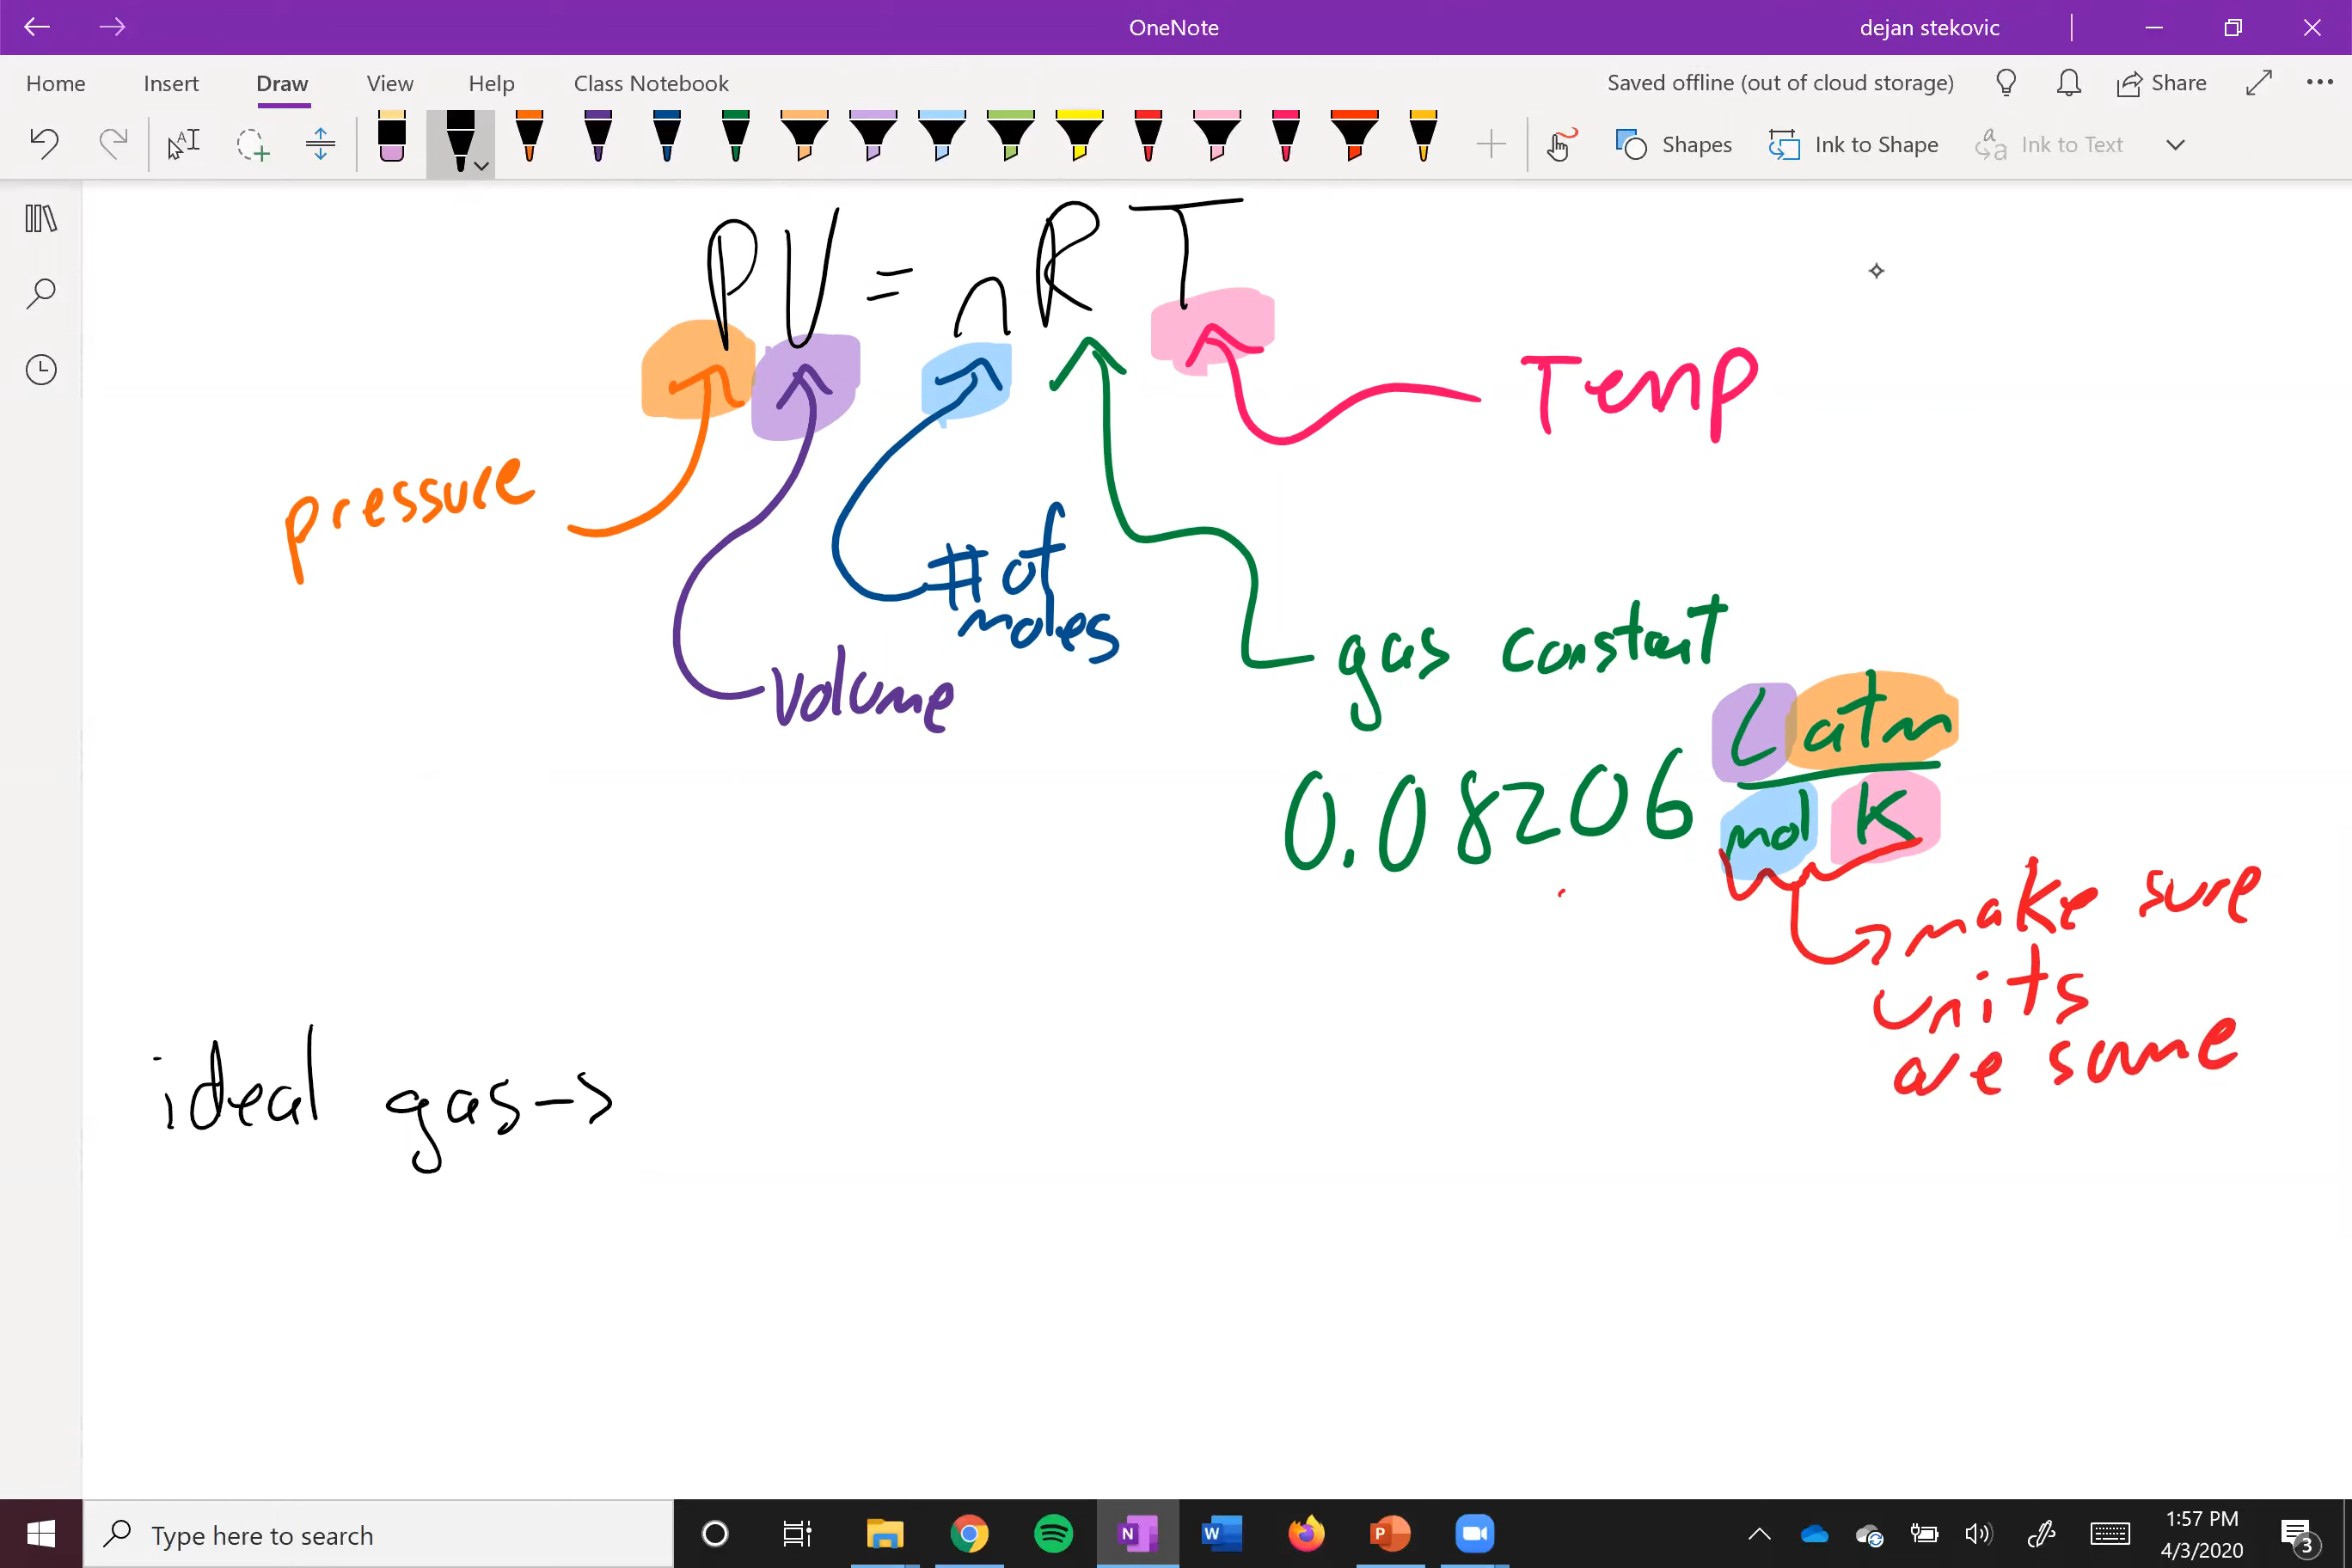 OneNote
dejan stekovic
Home Insert Draw View Help Class Notebook
Saved offline (out of cloud storage) Share
Shapes Ink to Shape Ink to Text
PV = nRT
Temp
pressure
# of
moles
volume
gas constant
0.08206 L atm
mol K
make sure
units
are same
ideal gas ->
Type here to search
1:57 PM
4/3/2020
3